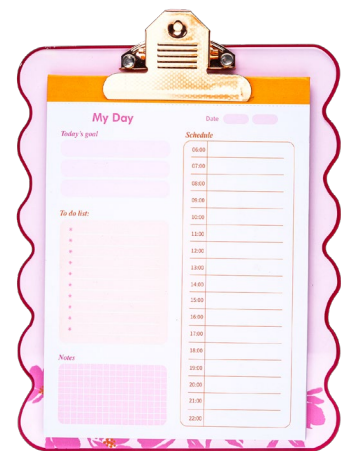 My Day
Date
Today's goal
To do list:
Notes
Schedule
06:00
07:00
08:00
09:00
10:00
11:00
12:00
13:00
14:00
15:00
16:00
17:00
18:00
19:00
20:00
21:00
22:00